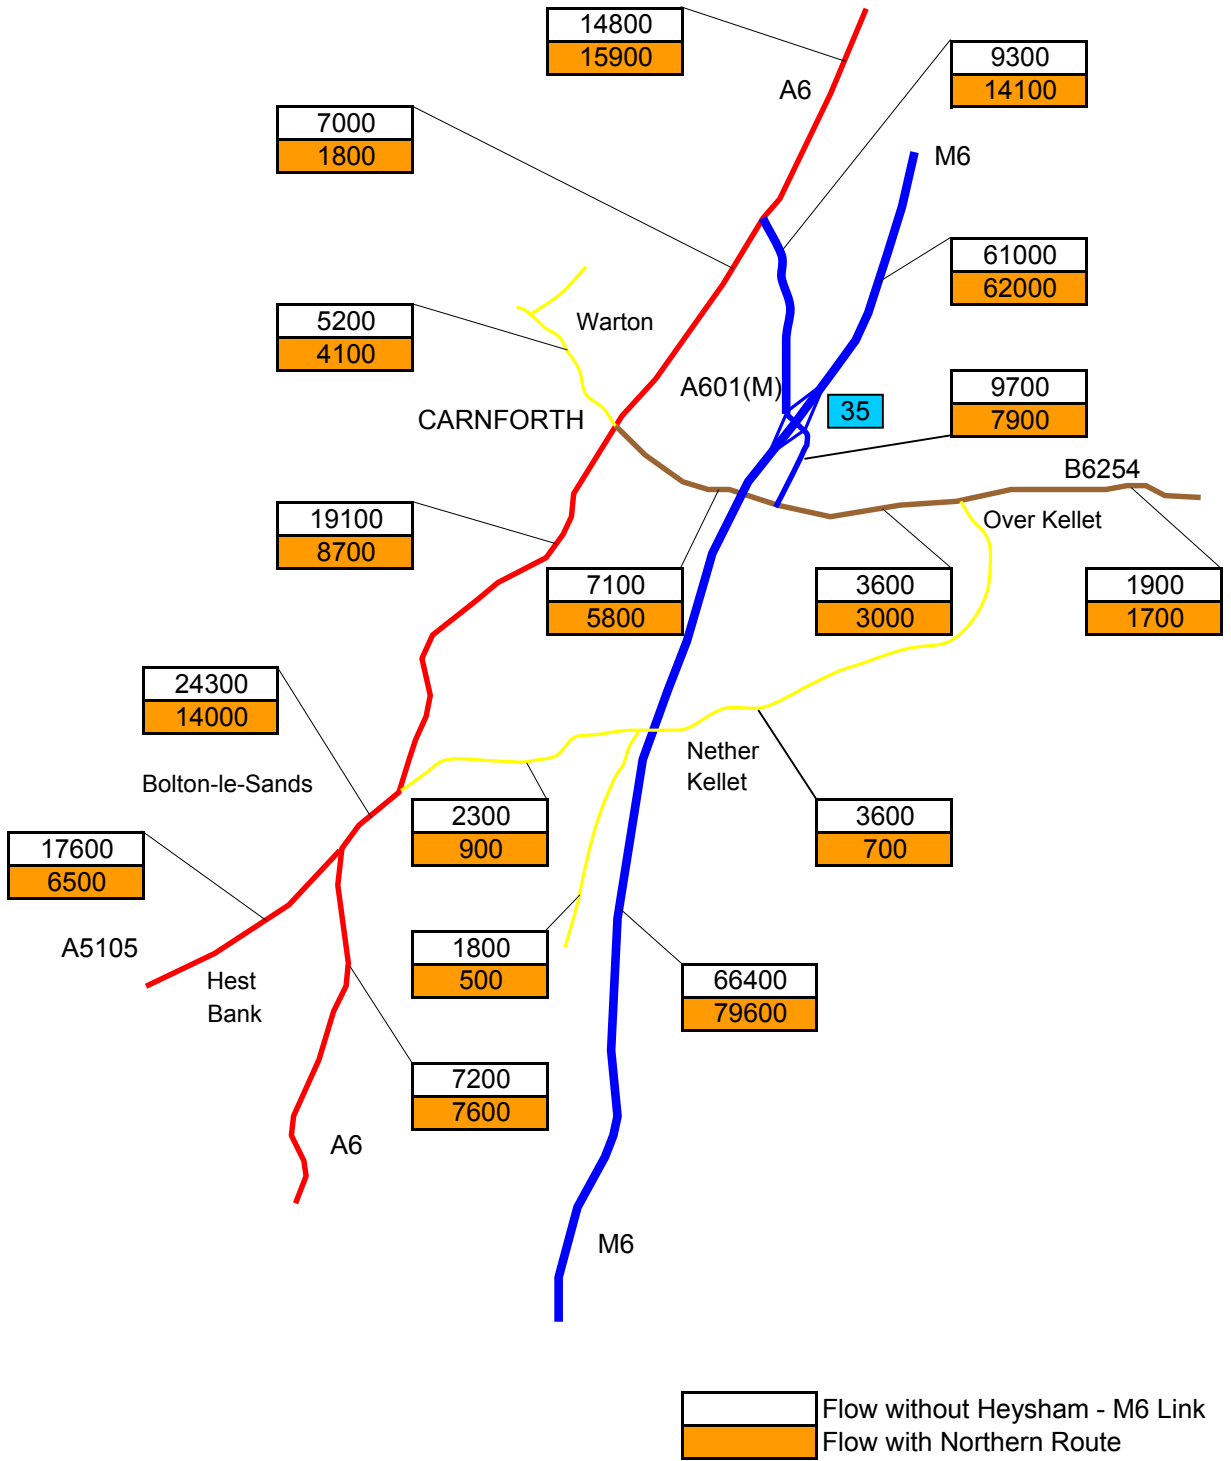 14800
15900
A6
9300
14100
7000
1800
M6
61000
62000
5200
4100
Warton
A601(M)
35
9700
7900
CARNFORTH
B6254
Over Kellet
19100
8700
7100
5800
3600
3000
1900
1700
24300
14000
Nether
Kellet
Bolton-le-Sands
2300
900
3600
700
17600
6500
A5105
Hest
Bank
1800
500
66400
79600
7200
7600
A6
M6
Flow without Heysham - M6 Link
Flow with Northern Route